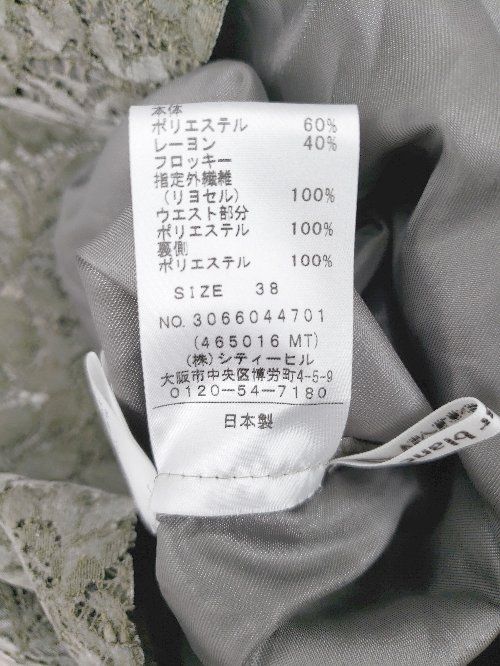 本体
ポリエステル 60%
レーヨン 40%
フロッキー
指定外繊維
(リヨセル) 100%
ウエスト部分
ポリエステル 100%
裏側
ポリエステル 100%
SIZE 38
NO. 3066044701
(465016 MT)
(株)シティーヒル
大阪市中央区博労町4-5-9
0120-54-7180
日本製